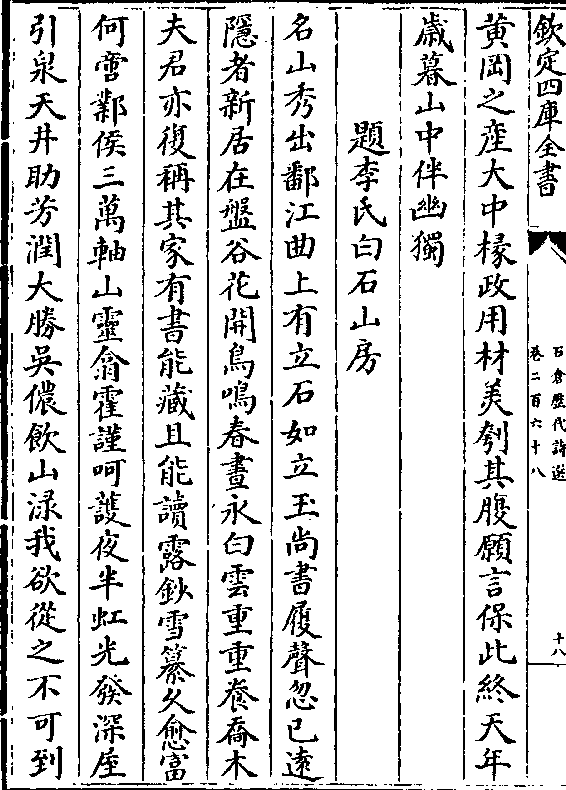 欽定四庫全書
石倉歴代詩選
卷二百六十八
十八
黄岡之産大中椽政用材美刳其腹願言保此終天年
歳暮山中伴幽獨
題李氏白石山房
名山秀出鄱江曲上有立石如立玉尚書履聲忽已逺
隱者新居在盤谷花開鳥鳴春晝永白雲重重養喬木
夫君亦復稱其家有書能藏且能讀露鈔雪纂久愈富
何啻鄴侯三萬軸山靈翕霍謹呵護夜半虹光發深屋
引泉天井助芳潤大勝吳儂飲山渌我欲從之不可到